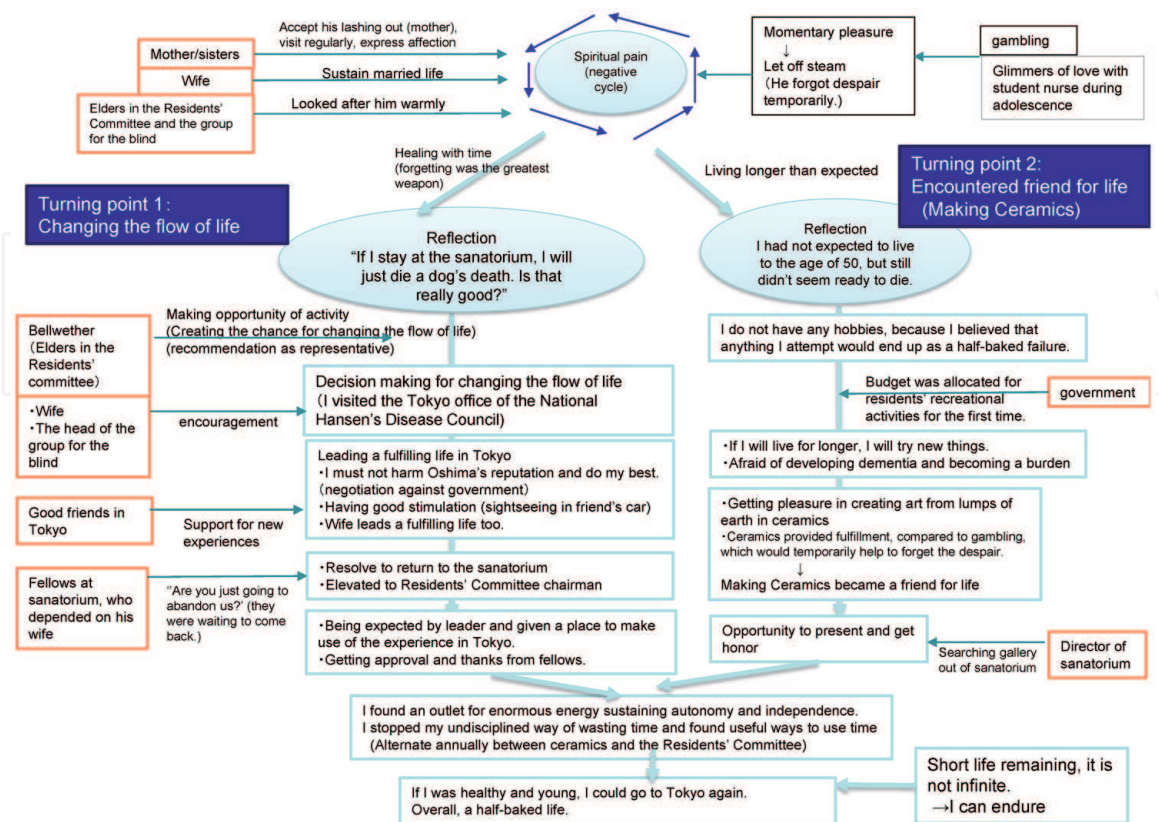 Accept his lashing out (mother),
visit regularly, express affection
Mother/sisters
Wife
Sustain married life
Elders in the Residents'
Committee and the group
for the blind
Looked after him warmly
Spiritual pain
(negative
cycle)
Momentary pleasure
↓
Let off steam
(He forgot despair
temporarily.)
gambling
Glimmers of love with
student nurse during
adolescence
Healing with time
(forgetting was the greatest
weapon)
Living longer than expected
Turning point 1:
Changing the flow of life
Turning point 2:
Encountered friend for life
(Making Ceramics)
Reflection
"If I stay at the sanatorium, I will
just die a dog's death. Is that
really good?"
Reflection
I had not expected to live
to the age of 50, but still
didn't seem ready to die.
Bellwether
(Elders in the
Residents'
committee)
Making opportunity of activity
(Creating the chance for changing the flow of life)
(recommendation as representative)
・Wife
・The head of the
group for the
blind
encouragement
Decision making for changing the flow of life
(I visited the Tokyo office of the National
Hansen's Disease Council)
Leading a fulfilling life in Tokyo
・I must not harm Oshima's reputation and do my best.
(negotiation against government)
・Having good stimulation (sightseeing in friend's car)
・Wife leads a fulfilling life too.
Good friends in
Tokyo
Support for new
experiences
Fellows at
sanatorium, who
depended on his
wife
"Are you just going to
abandon us?' (they
were waiting to come
back.)
・Resolve to return to the sanatorium
・Elevated to Residents' Committee chairman
・Being expected by leader and given a place to make
use of the experience in Tokyo.
・Getting approval and thanks from fellows.
I do not have any hobbies, because I believed that
anything I attempt would end up as a half-baked failure.
Budget was allocated for
residents' recreational
activities for the first time.
government
・If I will live for longer, I will try new things.
・Afraid of developing dementia and becoming a burden
・Getting pleasure in creating art from lumps of
earth in ceramics
・Ceramics provided fulfillment, compared to gambling,
which would temporarily help to forget the despair.
↓
Making Ceramics became a friend for life
Opportunity to present and get
honor
Searching gallery
out of sanatorium
Director of
sanatorium
I found an outlet for enormous energy sustaining autonomy and independence.
I stopped my undisciplined way of wasting time and found useful ways to use time
(Alternate annually between ceramics and the Residents' Committee)
If I was healthy and young, I could go to Tokyo again.
Overall, a half-baked life.
Short life remaining, it is
not infinite.
→I can endure